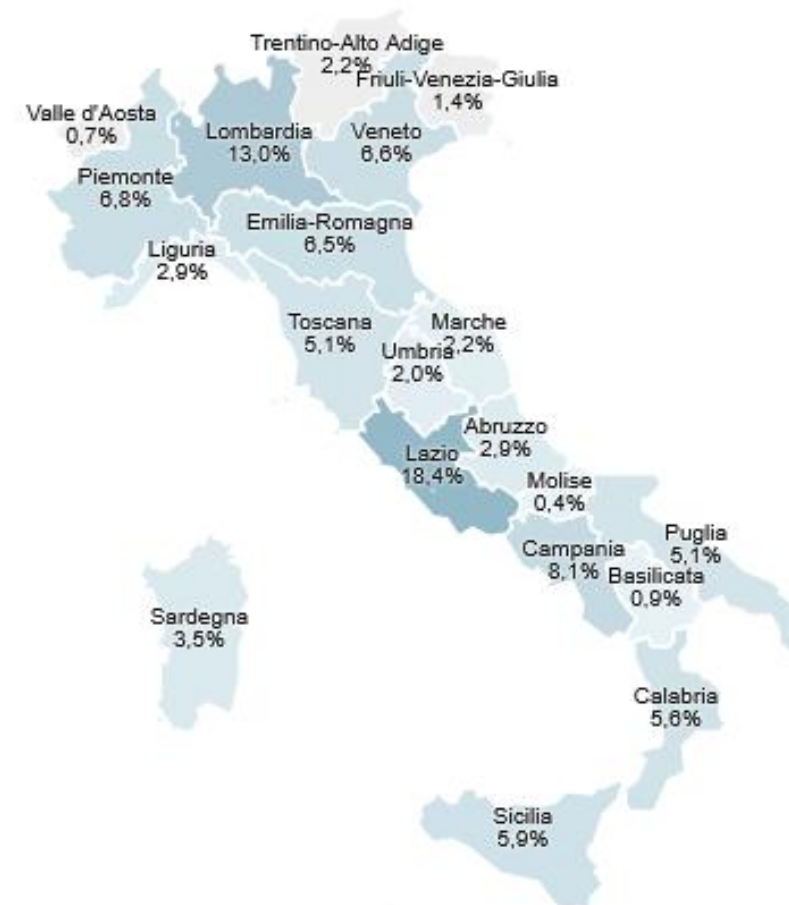 Trentino-Alto Adige
2,2%
Friuli-Venezia-Giulia
1,4%
Valle d'Aosta
0,7%
Lombardia
13,0%
Veneto
6,6%
Piemonte
6,8%
Emilia-Romagna
6,5%
Liguria
2,9%
Toscana
5,1%
Marche
2,2%
Umbria
2,0%
Abruzzo
2,9%
Lazio
18,4%
Molise
0,4%
Puglia
5,1%
Campania
8,1%
Basilicata
0,9%
Sardegna
3,5%
Calabria
5,6%
Sicilia
5,9%